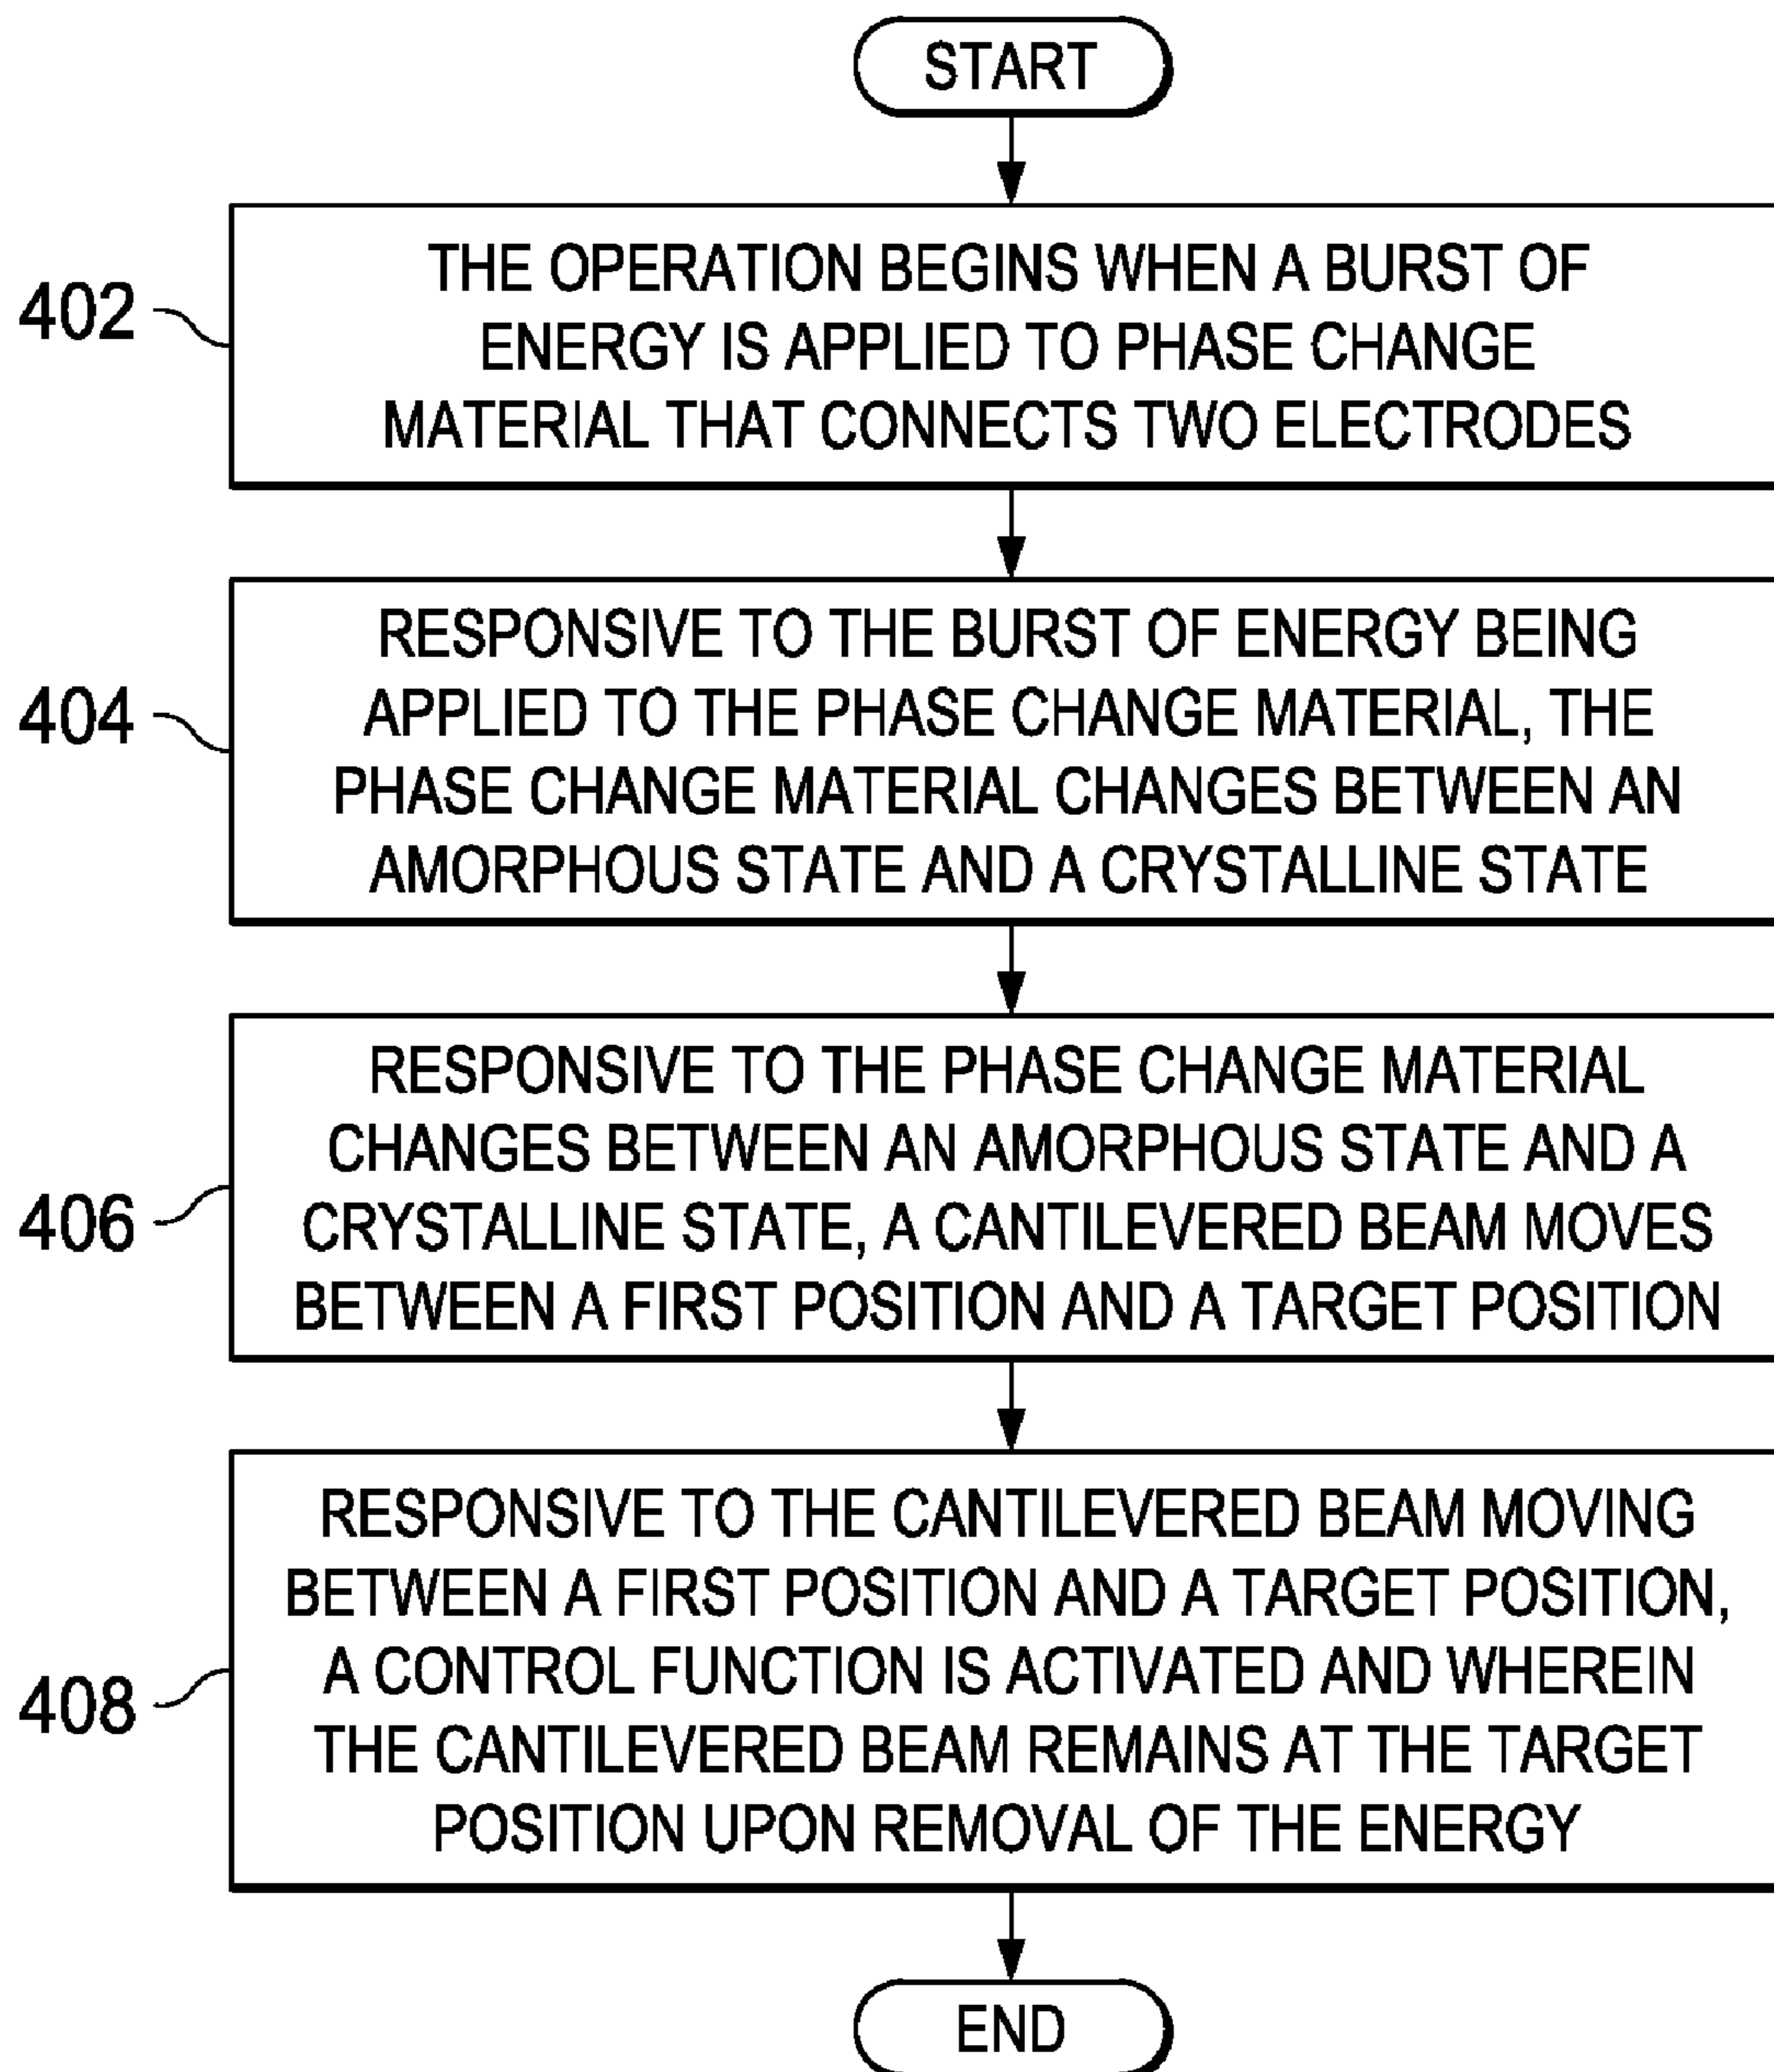 START
402
THE OPERATION BEGINS WHEN A BURST OF
ENERGY IS APPLIED TO PHASE CHANGE
MATERIAL THAT CONNECTS TWO ELECTRODES
404
RESPONSIVE TO THE BURST OF ENERGY BEING
APPLIED TO THE PHASE CHANGE MATERIAL, THE
PHASE CHANGE MATERIAL CHANGES BETWEEN AN
AMORPHOUS STATE AND A CRYSTALLINE STATE
406
RESPONSIVE TO THE PHASE CHANGE MATERIAL
CHANGES BETWEEN AN AMORPHOUS STATE AND A
CRYSTALLINE STATE, A CANTILEVERED BEAM MOVES
BETWEEN A FIRST POSITION AND A TARGET POSITION
408
RESPONSIVE TO THE CANTILEVERED BEAM MOVING
BETWEEN A FIRST POSITION AND A TARGET POSITION,
A CONTROL FUNCTION IS ACTIVATED AND WHEREIN
THE CANTILEVERED BEAM REMAINS AT THE TARGET
POSITION UPON REMOVAL OF THE ENERGY
END